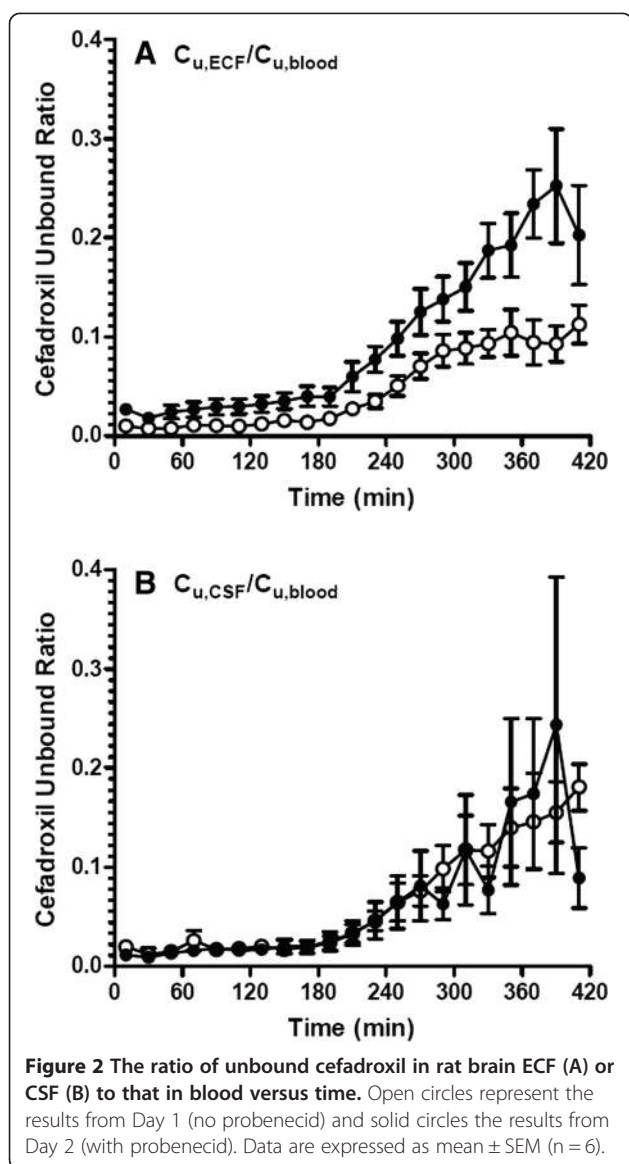 A C_u,ECF/C_u,blood
0.4
0.3
0.2
0.1
0.0
Cefadroxil Unbound Ratio
0 60 120 180 240 300 360 420
Time (min)
B C_u,CSF/C_u,blood
0.4
0.3
0.2
0.1
0.0
Cefadroxil Unbound Ratio
0 60 120 180 240 300 360 420
Time (min)
Figure 2 The ratio of unbound cefadroxil in rat brain ECF (A) or
CSF (B) to that in blood versus time. Open circles represent the
results from Day 1 (no probenecid) and solid circles the results from
Day 2 (with probenecid). Data are expressed as mean ± SEM (n = 6).